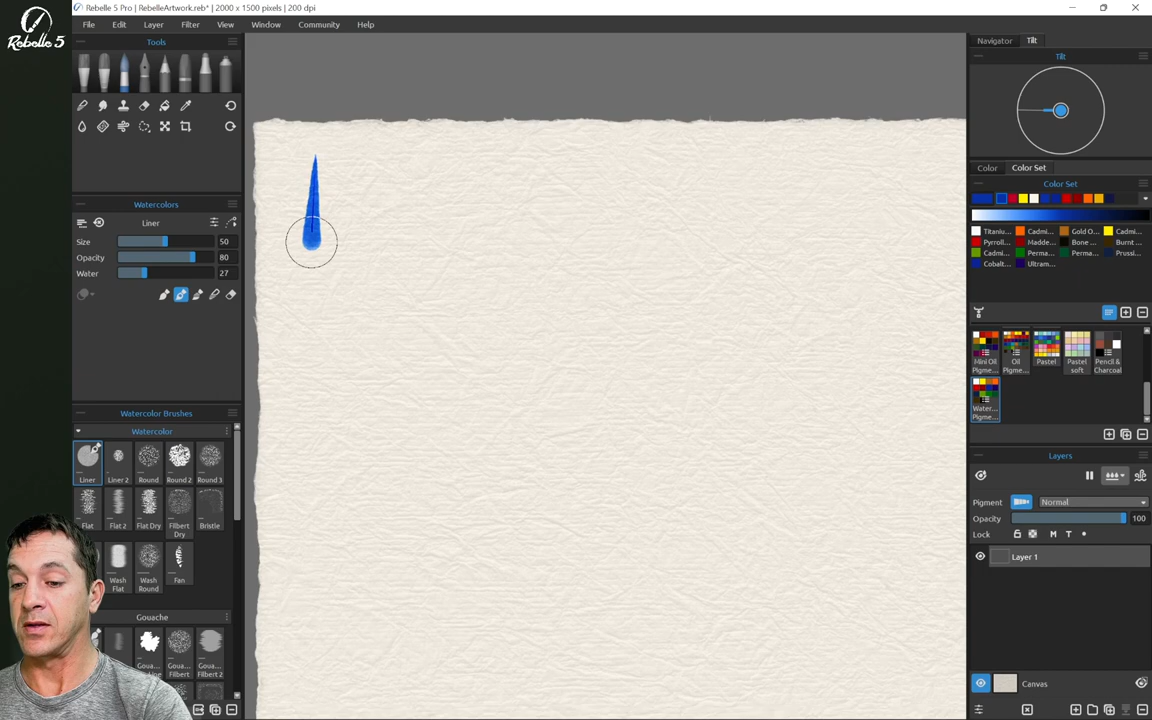 Rebelle 5
Rebelle 5 Pro | RebelleArtwork.reb* | 2000 x 1500 pixels | 200 dpi
File Edit Layer Filter View Window Community Help
Tools
Watercolors
Liner
Size 50
Opacity 80
Water 27
Watercolor Brushes
Watercolor
Liner Liner 2 Round Round 2 Round 3
Flat Flat 2 Flat Dry Filbert Dry Bristle
Wash Flat Wash Round Fan
Gouache
Goua... Goua... Filbert Goua... Filbert 2
Navigator Tilt
Tilt
Color Color Set
Color Set
Titaniu... Cadmi... Gold O... Cadmi...
Pyrroll... Madde... Bone ... Burnt ...
Cadmi... Perma... Perma... Prussi...
Cobalt... Ultram...
Mini Oil Pigme... Oil Pigme... Pastel Pastel soft Pencil & Charcoal
Water... Pigme...
Layers
Pigment Normal
Opacity 100
Lock M T
Layer 1
Canvas